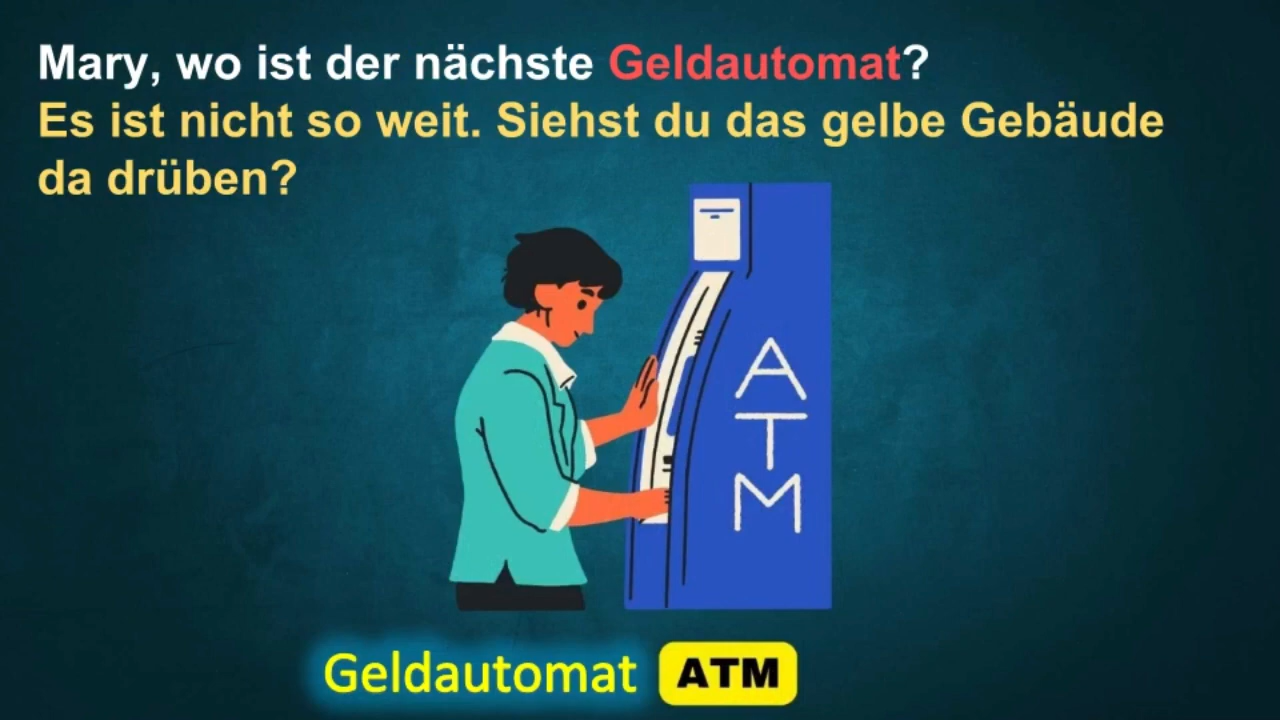 Mary, wo ist der nächste Geldautomat?
Es ist nicht so weit. Siehst du das gelbe Gebäude
da drüben?
A
T
M
Geldautomat ATM